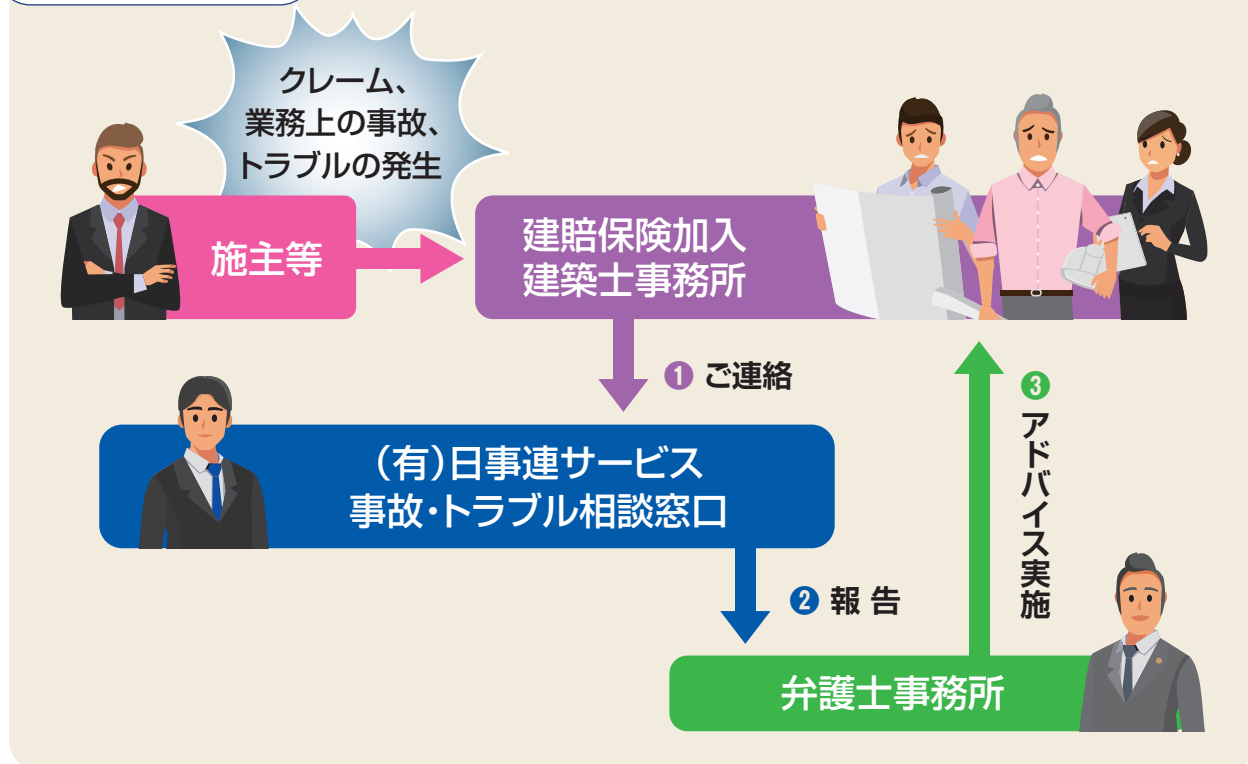 クレーム、
業務上の事故、
トラブルの発生
施主等
建賠保険加入
建築士事務所
❶ ご連絡
(有)日事連サービス
事故・トラブル相談窓口
❷ 報 告
❸
アドバイス実施
弁護士事務所